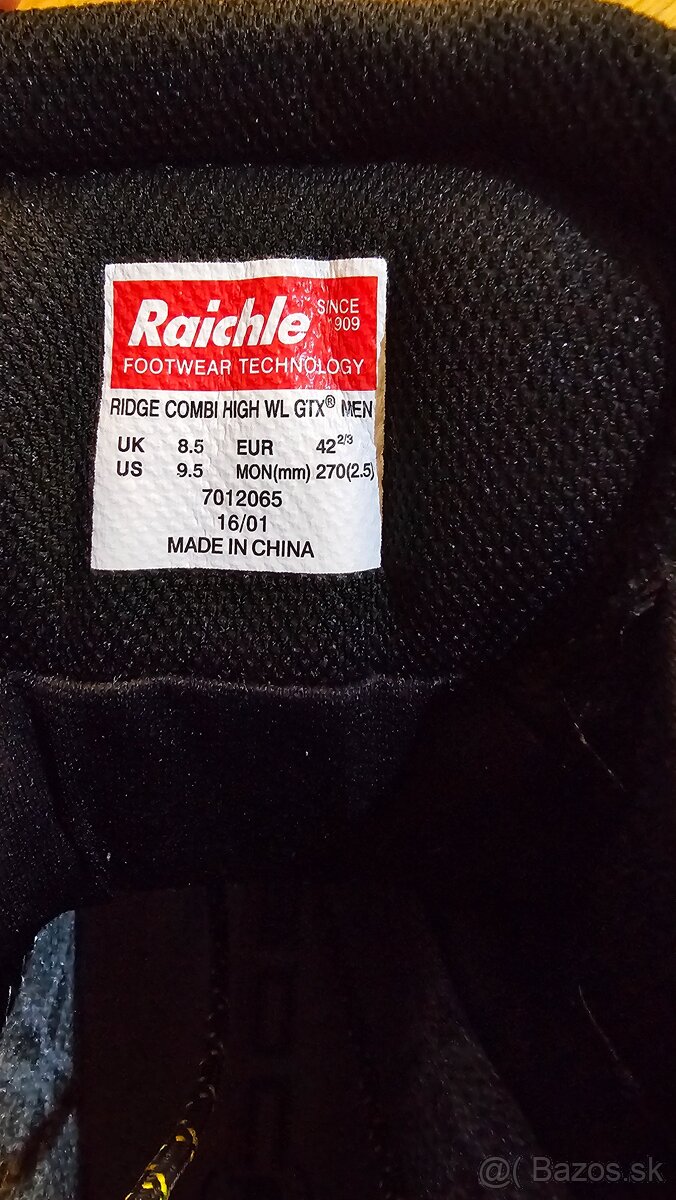 Raichle SINCE 1909
FOOTWEAR TECHNOLOGY
RIDGE COMBI HIGH WL GTX® MEN
UK 8.5 EUR 42 2/3
US 9.5 MON(mm) 270(2.5)
7012065
16/01
MADE IN CHINA
@( Bazos.sk